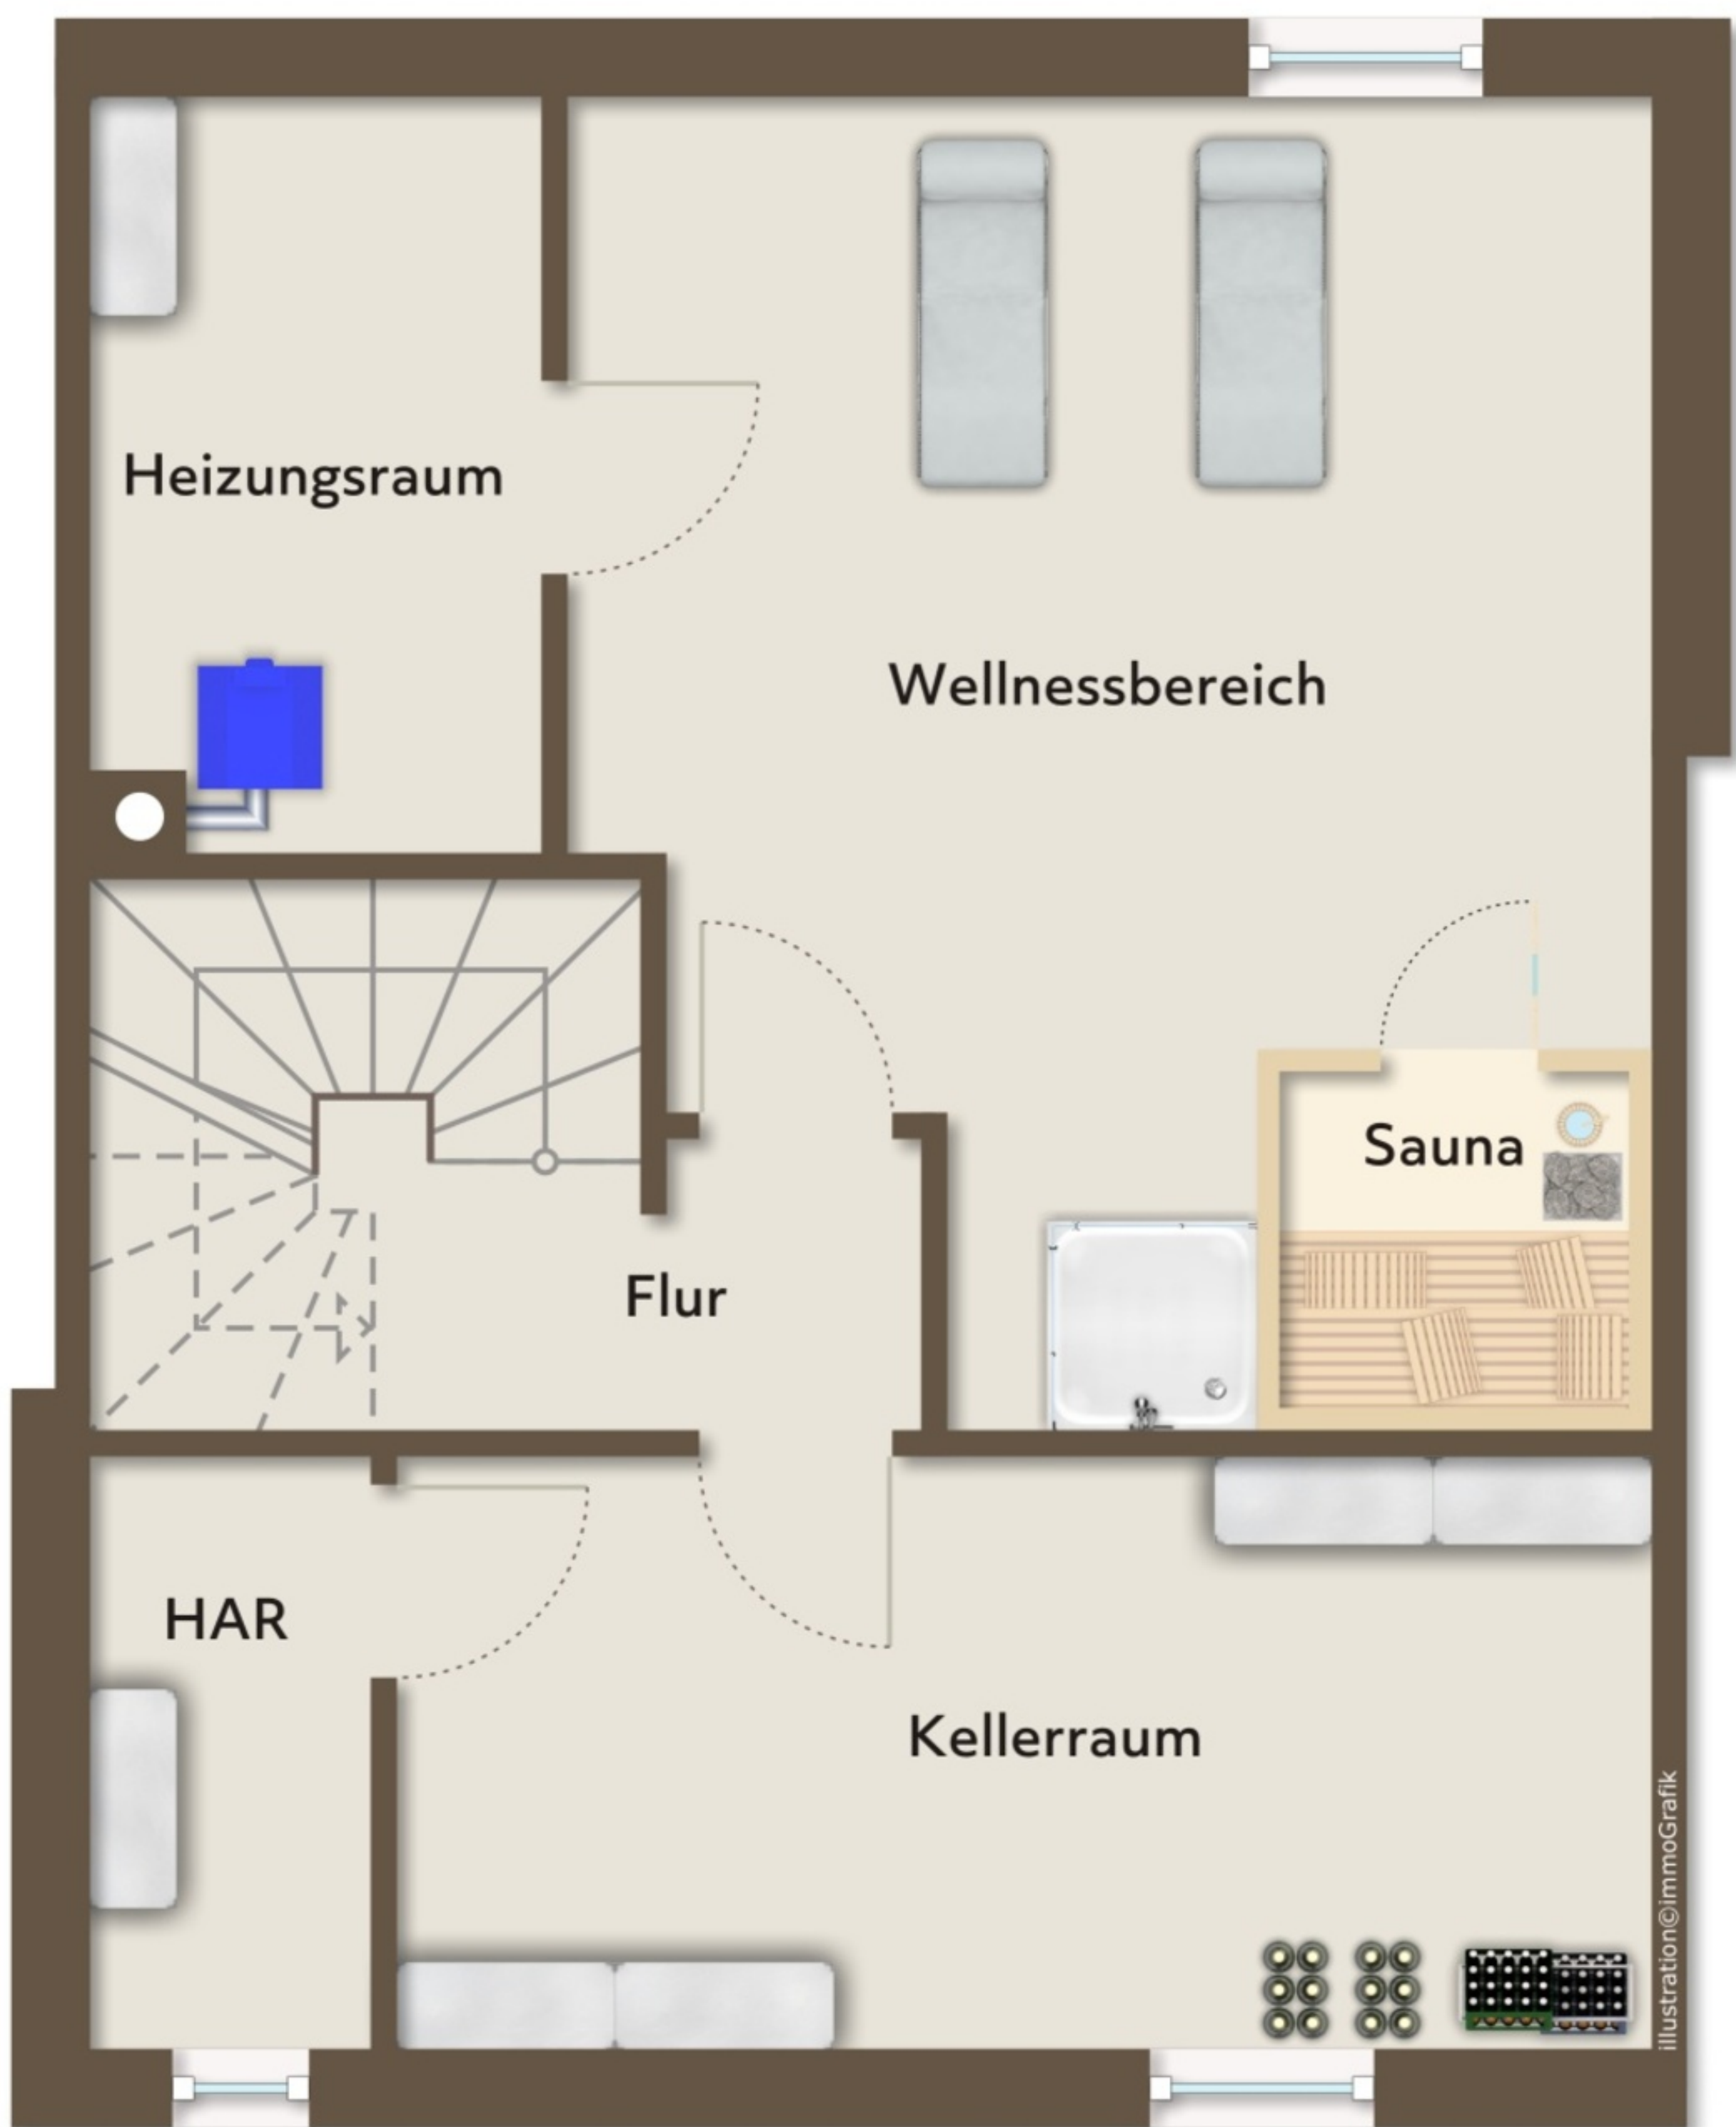 Heizungsraum
Wellnessbereich
Sauna
Flur
HAR
Kellerraum
illustration©immoGrafik